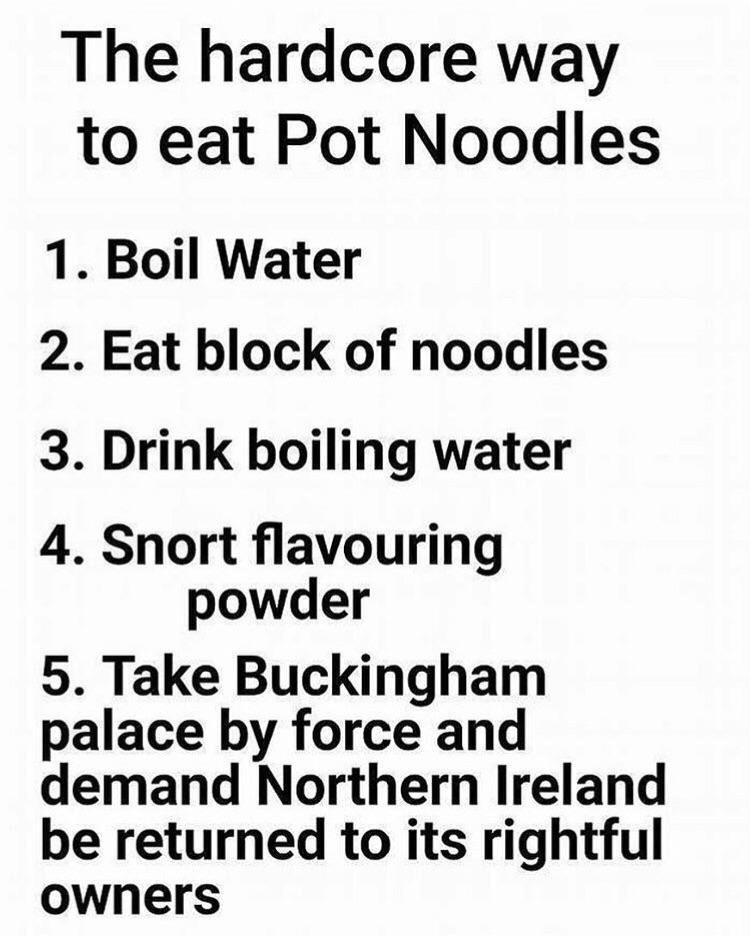 The hardcore way
to eat Pot Noodles
1. Boil Water
2. Eat block of noodles
3. Drink boiling water
4. Snort flavouring
powder
5. Take Buckingham
palace by force and
demand Northern Ireland
be returned to its rightful
owners